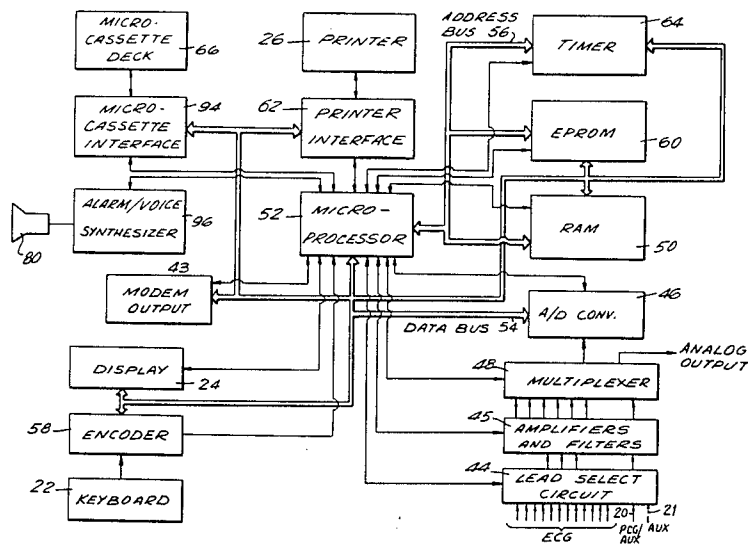 MICRO-
CASSETTE
DECK
66
26
PRINTER
ADDRESS
BUS 56
64
TIMER
MICRO-
CASSETTE
INTERFACE
94
62
PRINTER
INTERFACE
EPROM
60
ALARM/VOICE
SYNTHESIZER
96
80
52
MICRO-
PROCESSOR
RAM
50
43
MODEM
OUTPUT
46
A/D CONV.
DATA BUS 54
DISPLAY
24
ANALOG
OUTPUT
48
MULTIPLEXER
58
ENCODER
45
AMPLIFIERS
AND FILTERS
22
KEYBOARD
44
LEAD SELECT
CIRCUIT
20
21
ECG
PCG/
AUX
AUX